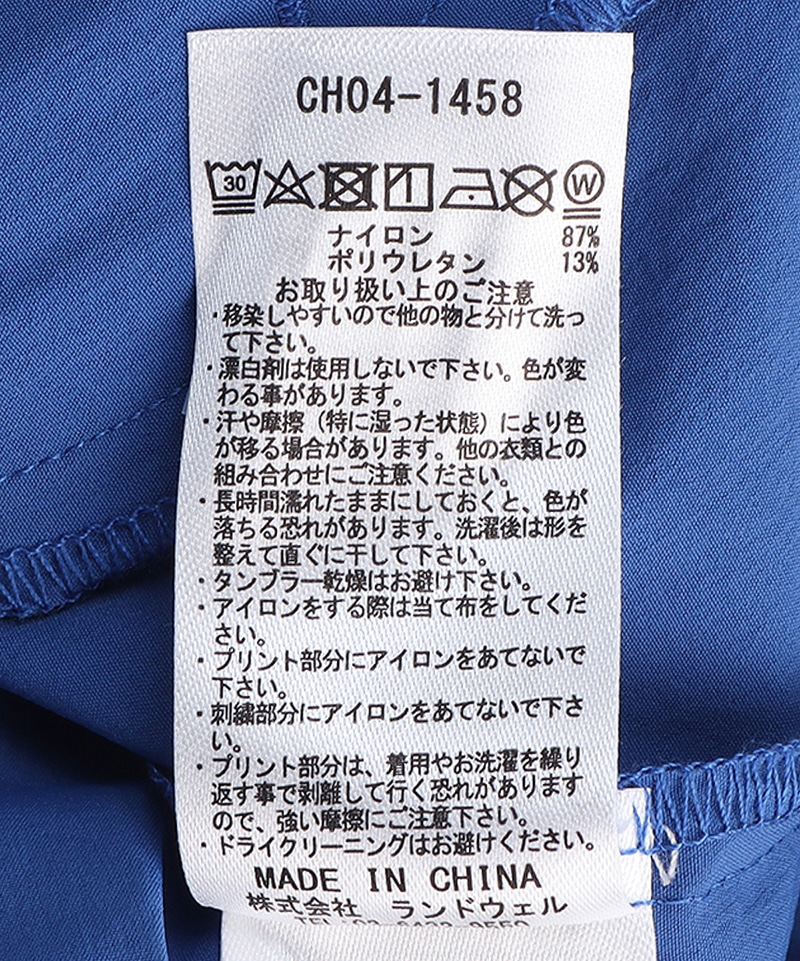 CH04-1458
30
W
ナイロン 87%
ポリウレタン 13%
お取り扱い上のご注意
・移染しやすいので他の物と分けて洗っ
て下さい。
・漂白剤は使用しないで下さい。色が変
わる事があります。
・汗や摩擦（特に湿った状態）により色
が移る場合があります。他の衣類との
組み合わせにご注意ください。
・長時間濡れたままにしておくと、色が
落ちる恐れがあります。洗濯後は形を
整えて直ぐに干して下さい。
・タンブラー乾燥はお避け下さい。
・アイロンをする際は当て布をしてくだ
さい。
・プリント部分にアイロンをあてないで
下さい。
・刺繍部分にアイロンをあてないで下さ
い。
・プリント部分は、着用やお洗濯を繰り
返す事で剥離して行く恐れがあります
ので、強い摩擦にご注意下さい。
・ドライクリーニングはお避けください。
MADE IN CHINA
株式会社 ランドウェル